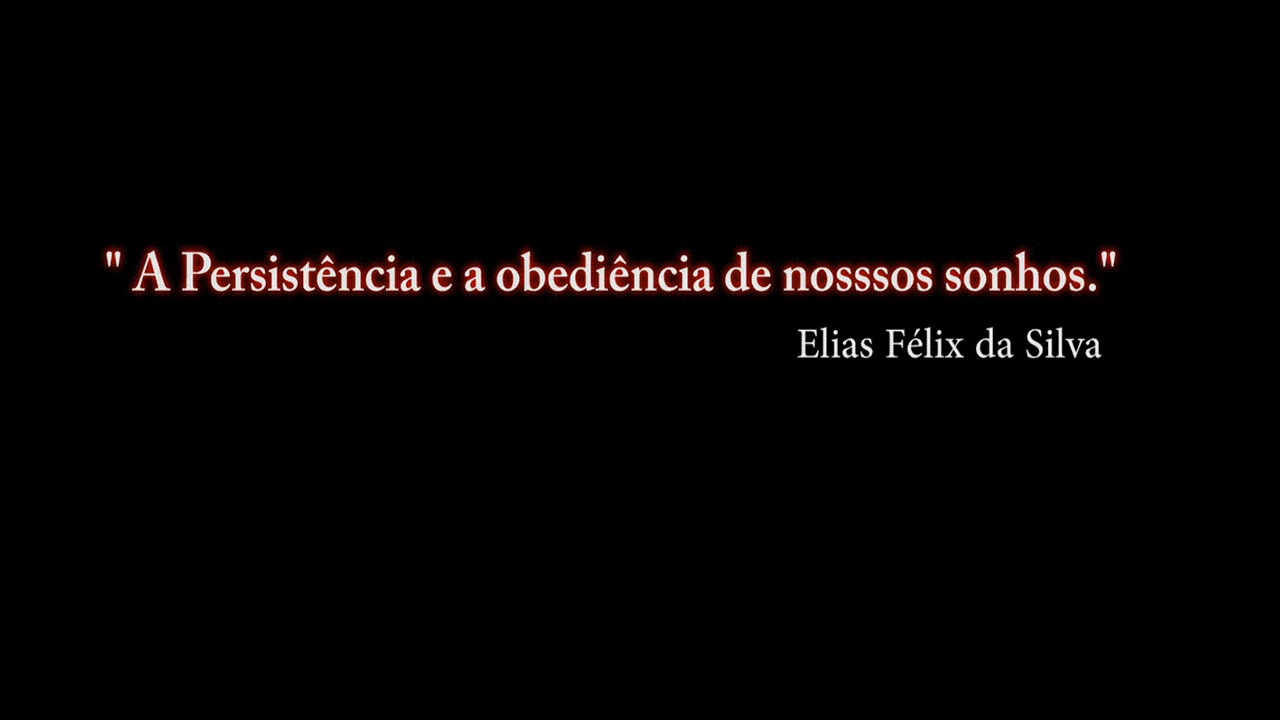 " A Persistência e a obediência de nosssos sonhos."
Elias Félix da Silva